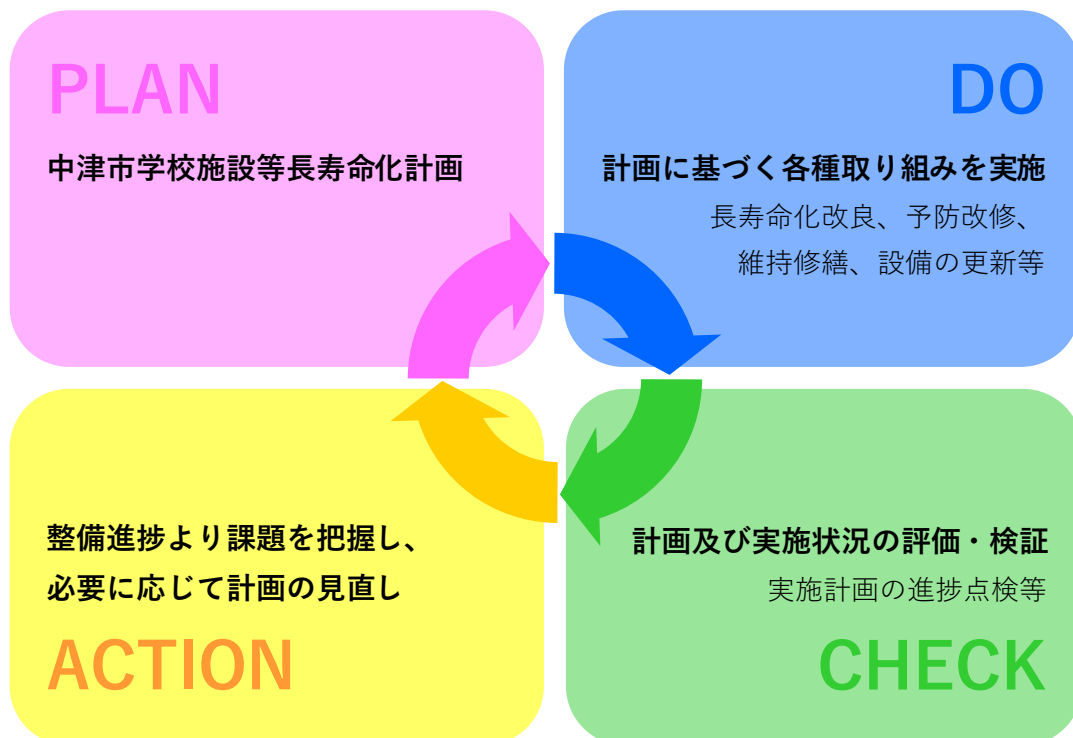 PLAN
中津市学校施設等長寿命化計画
DO
計画に基づく各種取り組みを実施
長寿命化改良、予防改修、
維持修繕、設備の更新等
整備進捗より課題を把握し、
必要に応じて計画の見直し
ACTION
計画及び実施状況の評価・検証
実施計画の進捗点検等
CHECK